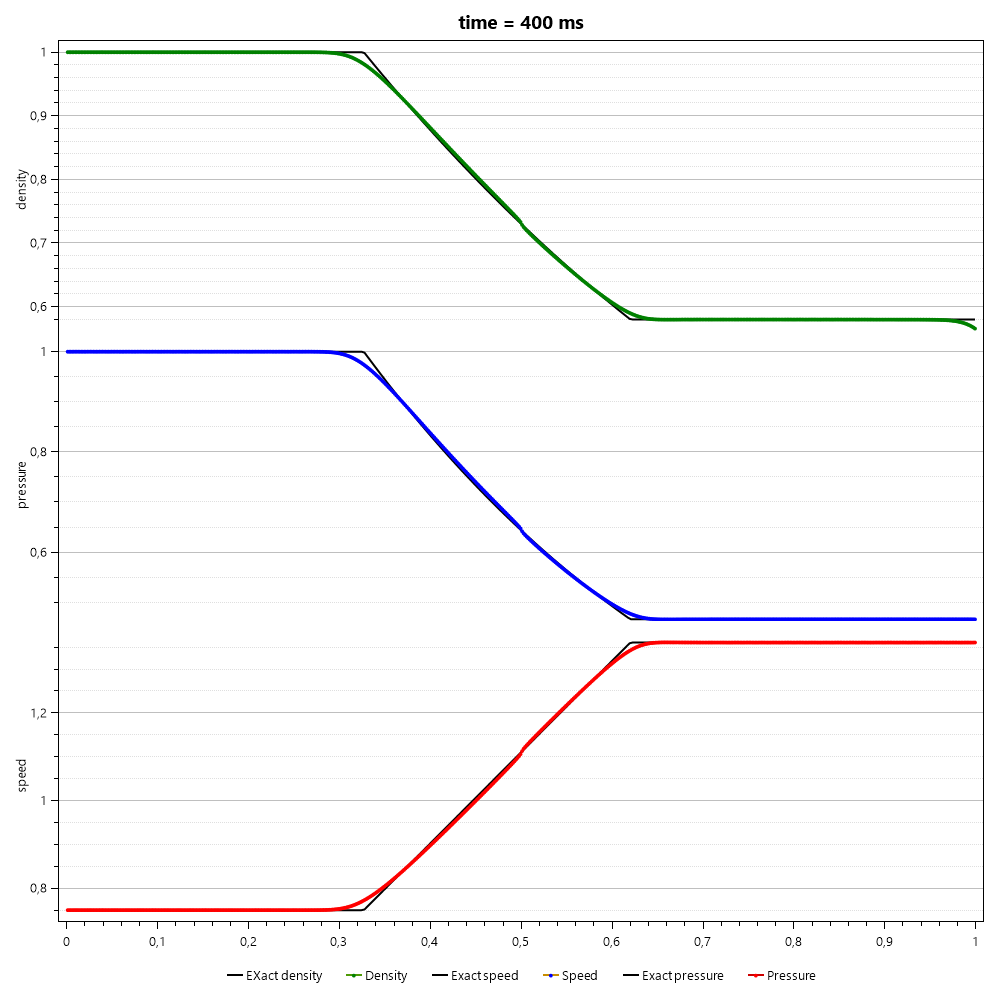 time = 400 ms
1
0,9
0,8
0,7
0,6
density
1
0,8
0,6
pressure
1,2
1
0,8
speed
0 0,1 0,2 0,3 0,4 0,5 0,6 0,7 0,8 0,9 1
EXact density Density Exact speed Speed Exact pressure Pressure